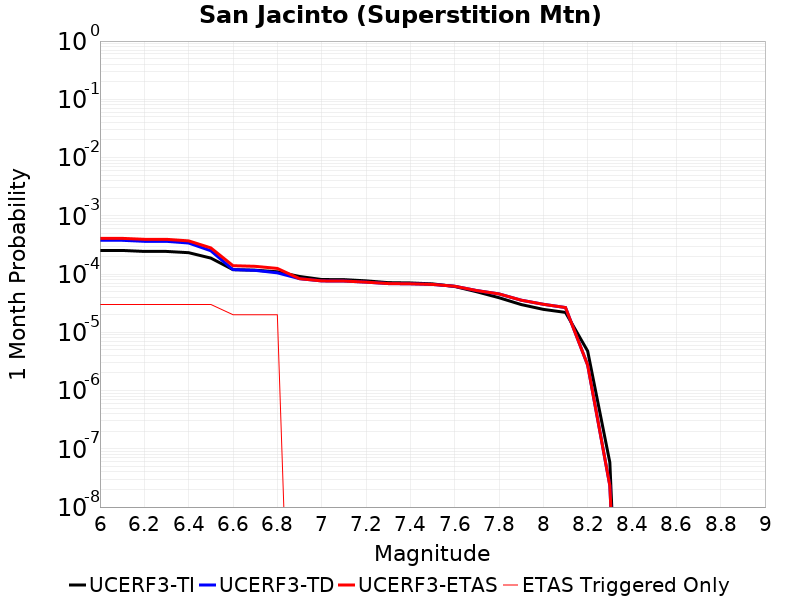 San Jacinto (Superstition Mtn)
10^0
10^-1
10^-2
10^-3
10^-4
10^-5
10^-6
10^-7
10^-8
1 Month Probability
6 6.2 6.4 6.6 6.8 7 7.2 7.4 7.6 7.8 8 8.2 8.4 8.6 8.8 9
Magnitude
UCERF3-TI UCERF3-TD UCERF3-ETAS ETAS Triggered Only